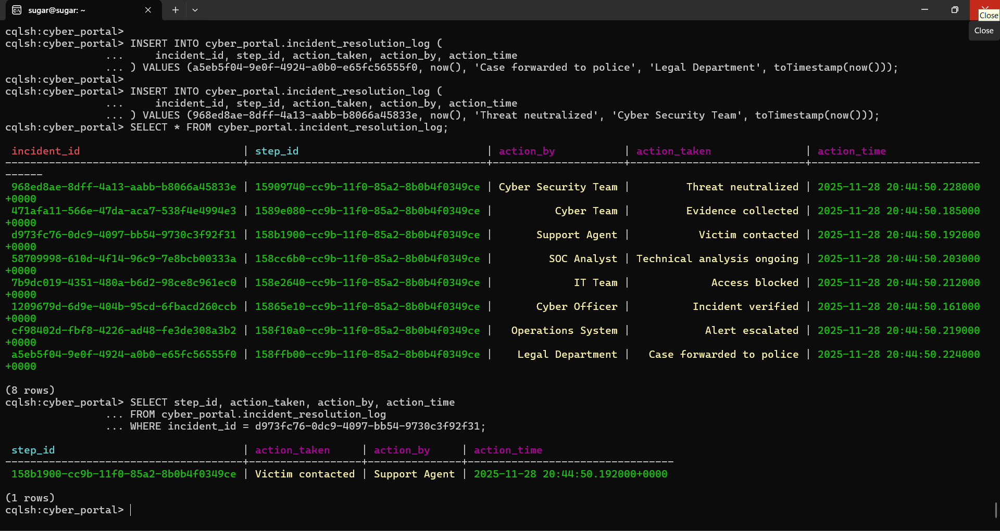 sugar@sugar: ~
Close
Close
cqlsh:cyber_portal>
cqlsh:cyber_portal> INSERT INTO cyber_portal.incident_resolution_log (
                ...     incident_id, step_id, action_taken, action_by, action_time
                ... ) VALUES (a5eb5f04-9e0f-4924-a0b0-e65fc56555f0, now(), 'Case forwarded to police', 'Legal Department', toTimestamp(now()));
cqlsh:cyber_portal>
cqlsh:cyber_portal> INSERT INTO cyber_portal.incident_resolution_log (
                ...     incident_id, step_id, action_taken, action_by, action_time
                ... ) VALUES (968ed8ae-8dff-4a13-aabb-b8066a45833e, now(), 'Threat neutralized', 'Cyber Security Team', toTimestamp(now()));
cqlsh:cyber_portal> SELECT * FROM cyber_portal.incident_resolution_log;
 incident_id                          | step_id                              | action_by           | action_taken               | action_time
--------------------------------------+--------------------------------------+---------------------+----------------------------+---------------------------
------
 968ed8ae-8dff-4a13-aabb-b8066a45833e | 15909740-cc9b-11f0-85a2-8b0b4f0349ce | Cyber Security Team |         Threat neutralized | 2025-11-28 20:44:50.228000
+0000
 471afa11-566e-47da-aca7-538f4e4994e3 | 1589e080-cc9b-11f0-85a2-8b0b4f0349ce |          Cyber Team |         Evidence collected | 2025-11-28 20:44:50.185000
+0000
 d973fc76-0dc9-4097-bb54-9730c3f92f31 | 158b1900-cc9b-11f0-85a2-8b0b4f0349ce |       Support Agent |           Victim contacted | 2025-11-28 20:44:50.192000
+0000
 58709998-610d-4f14-96c9-7e8bcb00333a | 158cc6b0-cc9b-11f0-85a2-8b0b4f0349ce |         SOC Analyst | Technical analysis ongoing | 2025-11-28 20:44:50.203000
+0000
 7b9dc019-4351-480a-b6d2-98ce8c961ec0 | 158e2640-cc9b-11f0-85a2-8b0b4f0349ce |             IT Team |             Access blocked | 2025-11-28 20:44:50.212000
+0000
 1209679d-6d9e-404b-95cd-6fbacd260ccb | 15865e10-cc9b-11f0-85a2-8b0b4f0349ce |       Cyber Officer |          Incident verified | 2025-11-28 20:44:50.161000
+0000
 cf98402d-fbf8-4226-ad48-fe3de308a3b2 | 158f10a0-cc9b-11f0-85a2-8b0b4f0349ce |   Operations System |            Alert escalated | 2025-11-28 20:44:50.219000
+0000
 a5eb5f04-9e0f-4924-a0b0-e65fc56555f0 | 158ffb00-cc9b-11f0-85a2-8b0b4f0349ce |    Legal Department |   Case forwarded to police | 2025-11-28 20:44:50.224000
+0000
(8 rows)
cqlsh:cyber_portal> SELECT step_id, action_taken, action_by, action_time
                ... FROM cyber_portal.incident_resolution_log
                ... WHERE incident_id = d973fc76-0dc9-4097-bb54-9730c3f92f31;
 step_id                              | action_taken     | action_by     | action_time
--------------------------------------+------------------+---------------+---------------------------------
 158b1900-cc9b-11f0-85a2-8b0b4f0349ce | Victim contacted | Support Agent | 2025-11-28 20:44:50.192000+0000
(1 rows)
cqlsh:cyber_portal>